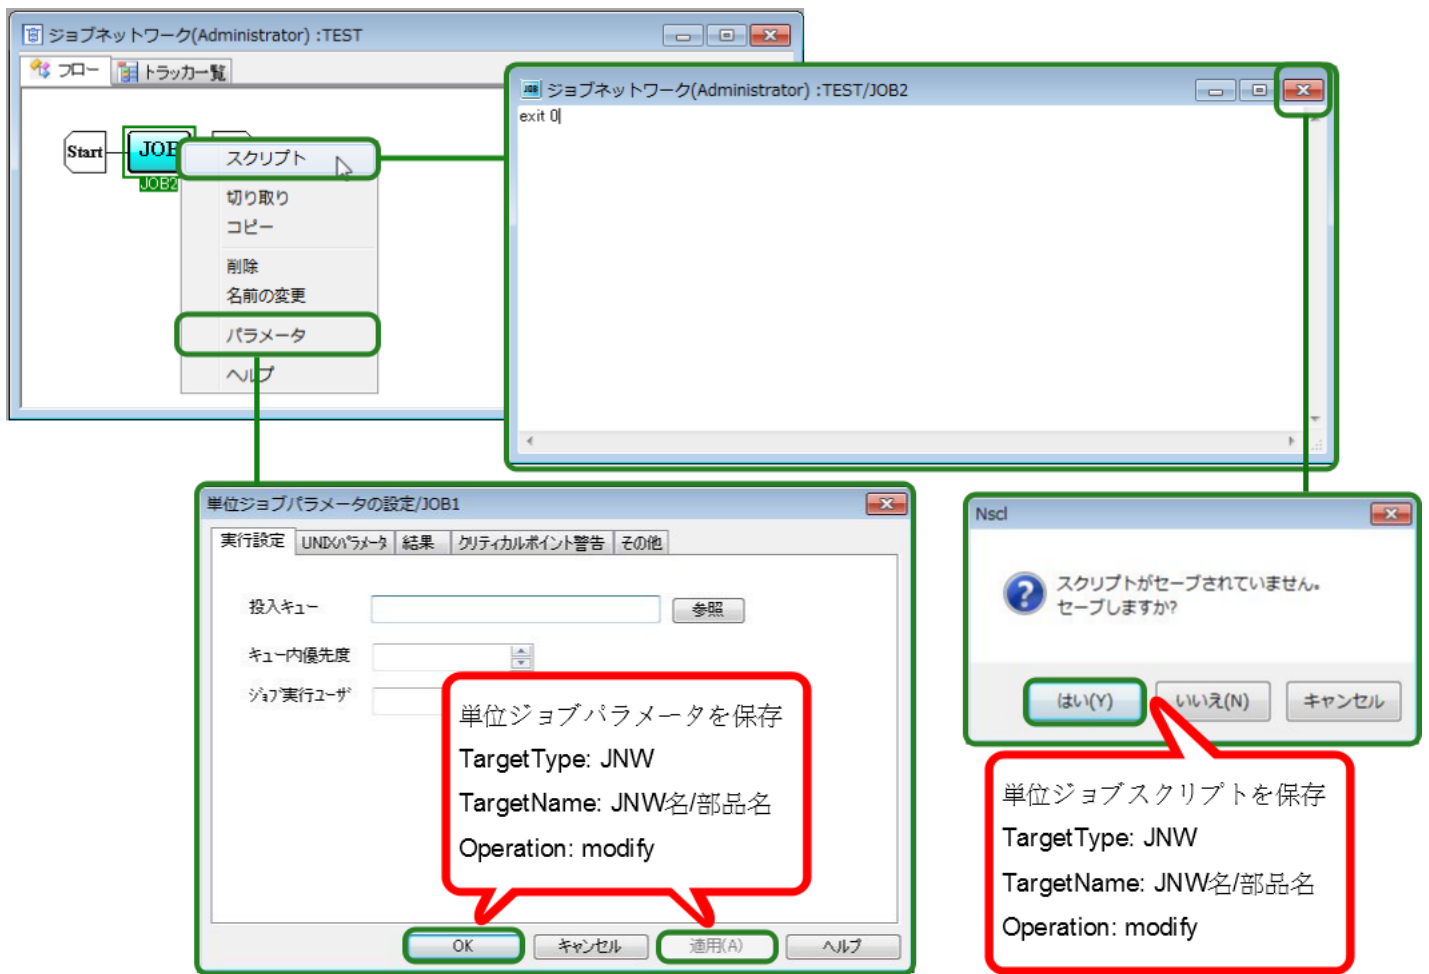 ジョブネットワーク(Administrator) :TEST
フロー
トラッカ一覧
Start
JOB2
スクリプト
切り取り
コピー
削除
名前の変更
パラメータ
ヘルプ
JOB
ジョブネットワーク(Administrator) :TEST/JOB2
exit 0
単位ジョブパラメータの設定/JOB1
実行設定
UNIXパラメータ
結果
クリティカルポイント警告
その他
投入キュー
参照
キュー内優先度
ジョブ実行ユーザ
単位ジョブパラメータを保存
TargetType: JNW
TargetName: JNW名/部品名
Operation: modify
OK
キャンセル
適用(A)
ヘルプ
Nscl
スクリプトがセーブされていません。
セーブしますか?
はい(Y)
いいえ(N)
キャンセル
単位ジョブスクリプトを保存
TargetType: JNW
TargetName: JNW名/部品名
Operation: modify